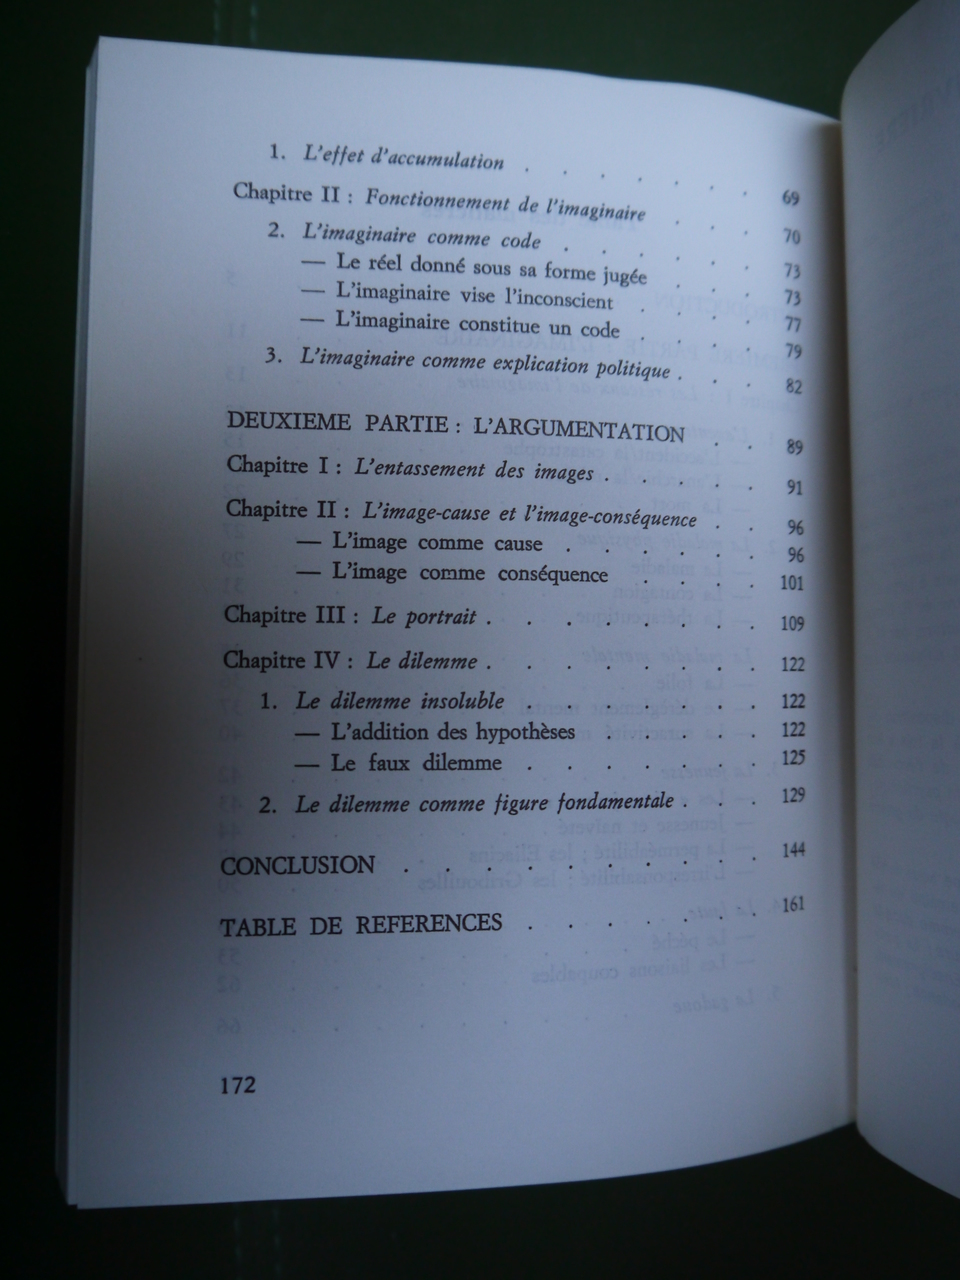 1. L'effet d'accumulation . . . . . . 69
Chapitre II : Fonctionnement de l'imaginaire . . 70
2. L'imaginaire comme code . . . . . 73
— Le réel donné sous sa forme jugée . . . 73
— L'imaginaire vise l'inconscient . . . 77
— L'imaginaire constitue un code . . . 79
3. L'imaginaire comme explication politique . . . 82
DEUXIEME PARTIE : L'ARGUMENTATION . . 89
Chapitre I : L'entassement des images . . . . . 91
Chapitre II : L'image-cause et l'image-conséquence . . 96
— L'image comme cause . . . . . . 96
— L'image comme conséquence . . . . 101
Chapitre III : Le portrait . . . . . . . . 109
Chapitre IV : Le dilemme . . . . . . . . 122
1. Le dilemme insoluble . . . . . . . 122
— L'addition des hypothèses . . . . . 122
— Le faux dilemme . . . . . . . 125
2. Le dilemme comme figure fondamentale . . . 129
CONCLUSION . . . . . . . . . . 144
TABLE DE REFERENCES . . . . . . . 161
172